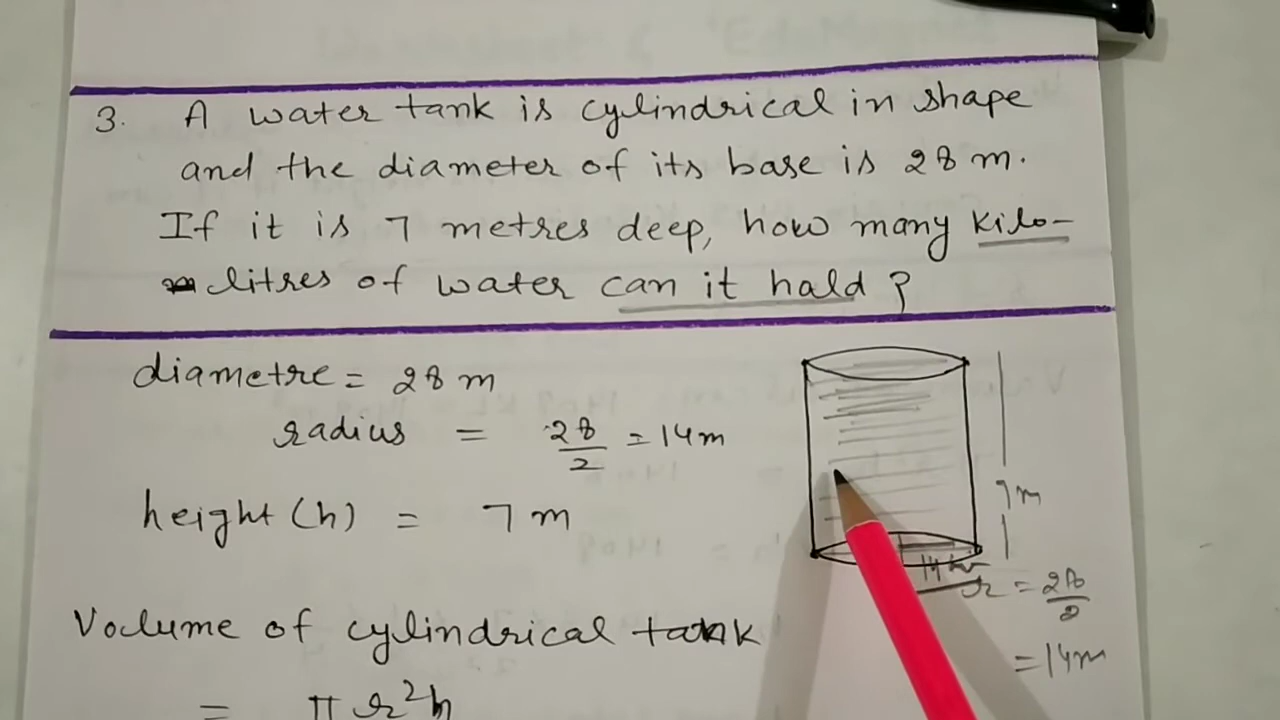 3. A water tank is cylindrical in shape
and the diameter of its base is 28 m.
If it is 7 metres deep, how many kilo-
litres of water can it hald ?
diametre = 28 m
radius = 28/2 = 14m
height (h) = 7 m
Volume of cylindrical tank
= π r²h
7m
14m
r = 28/2
= 14m